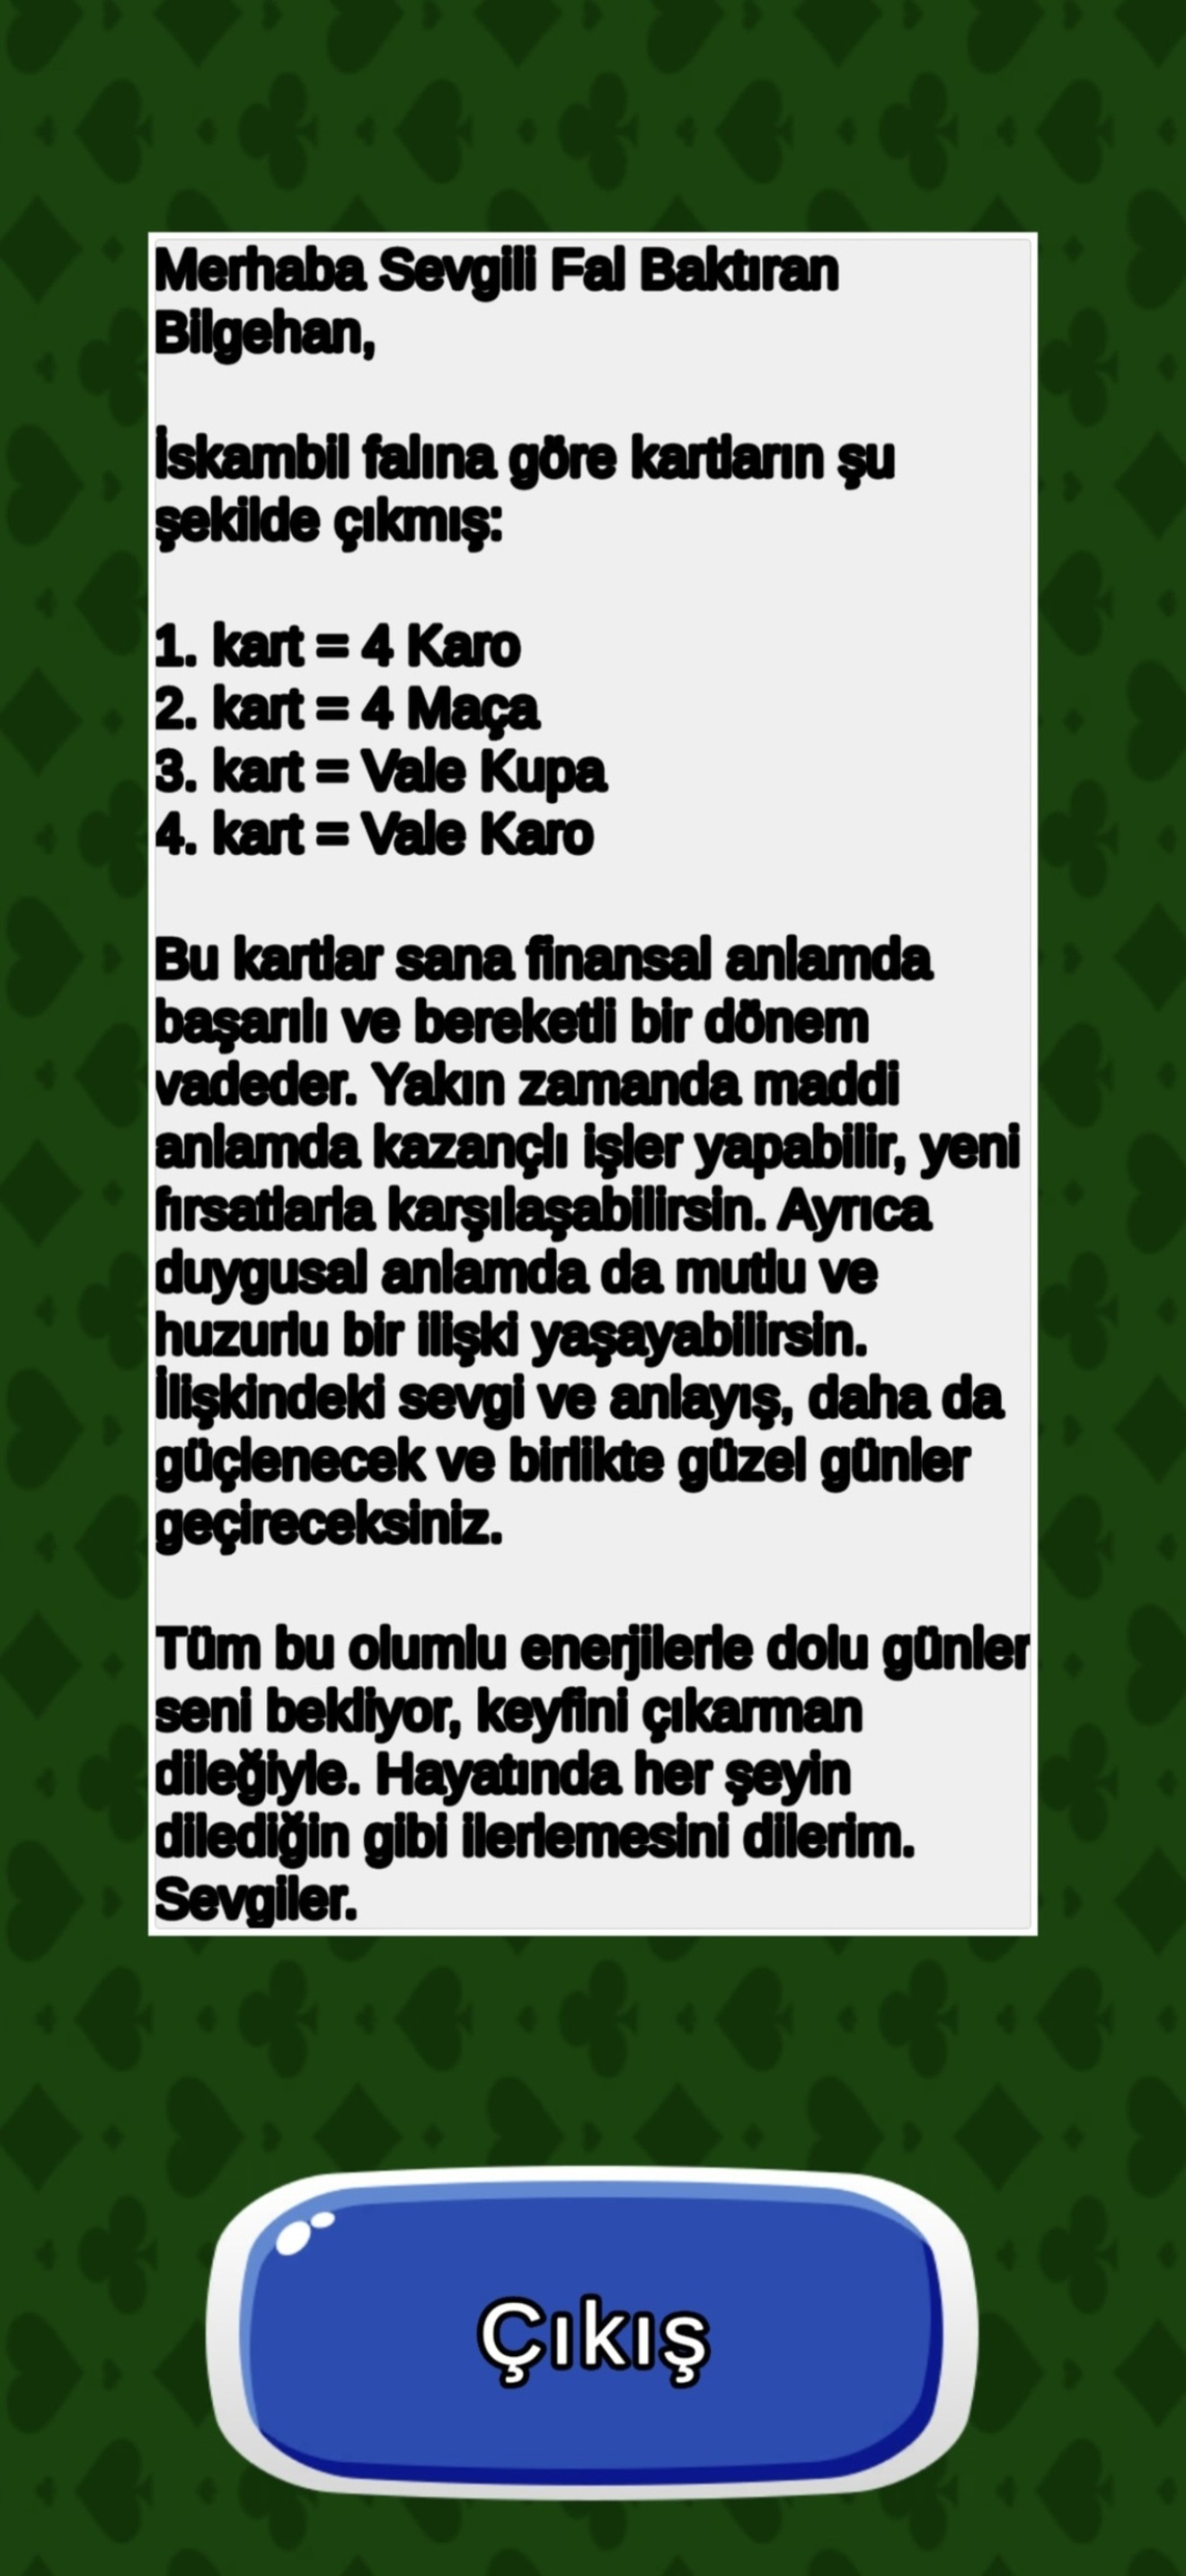 Merhaba Sevgili Fal Baktıran
Bilgehan,
İskambil falına göre kartların şu
şekilde çıkmış:
1. kart = 4 Karo
2. kart = 4 Maça
3. kart = Vale Kupa
4. kart = Vale Karo
Bu kartlar sana finansal anlamda
başarılı ve bereketli bir dönem
vadeder. Yakın zamanda maddi
anlamda kazançlı işler yapabilir, yeni
fırsatlarla karşılaşabilirsin. Ayrıca
duygusal anlamda da mutlu ve
huzurlu bir ilişki yaşayabilirsin.
İlişkindeki sevgi ve anlayış, daha da
güçlenecek ve birlikte güzel günler
geçireceksiniz.
Tüm bu olumlu enerjilerle dolu günler
seni bekliyor, keyfini çıkarman
dileğiyle. Hayatında her şeyin
dilediğin gibi ilerlemesini dilerim.
Sevgiler.
Çıkış